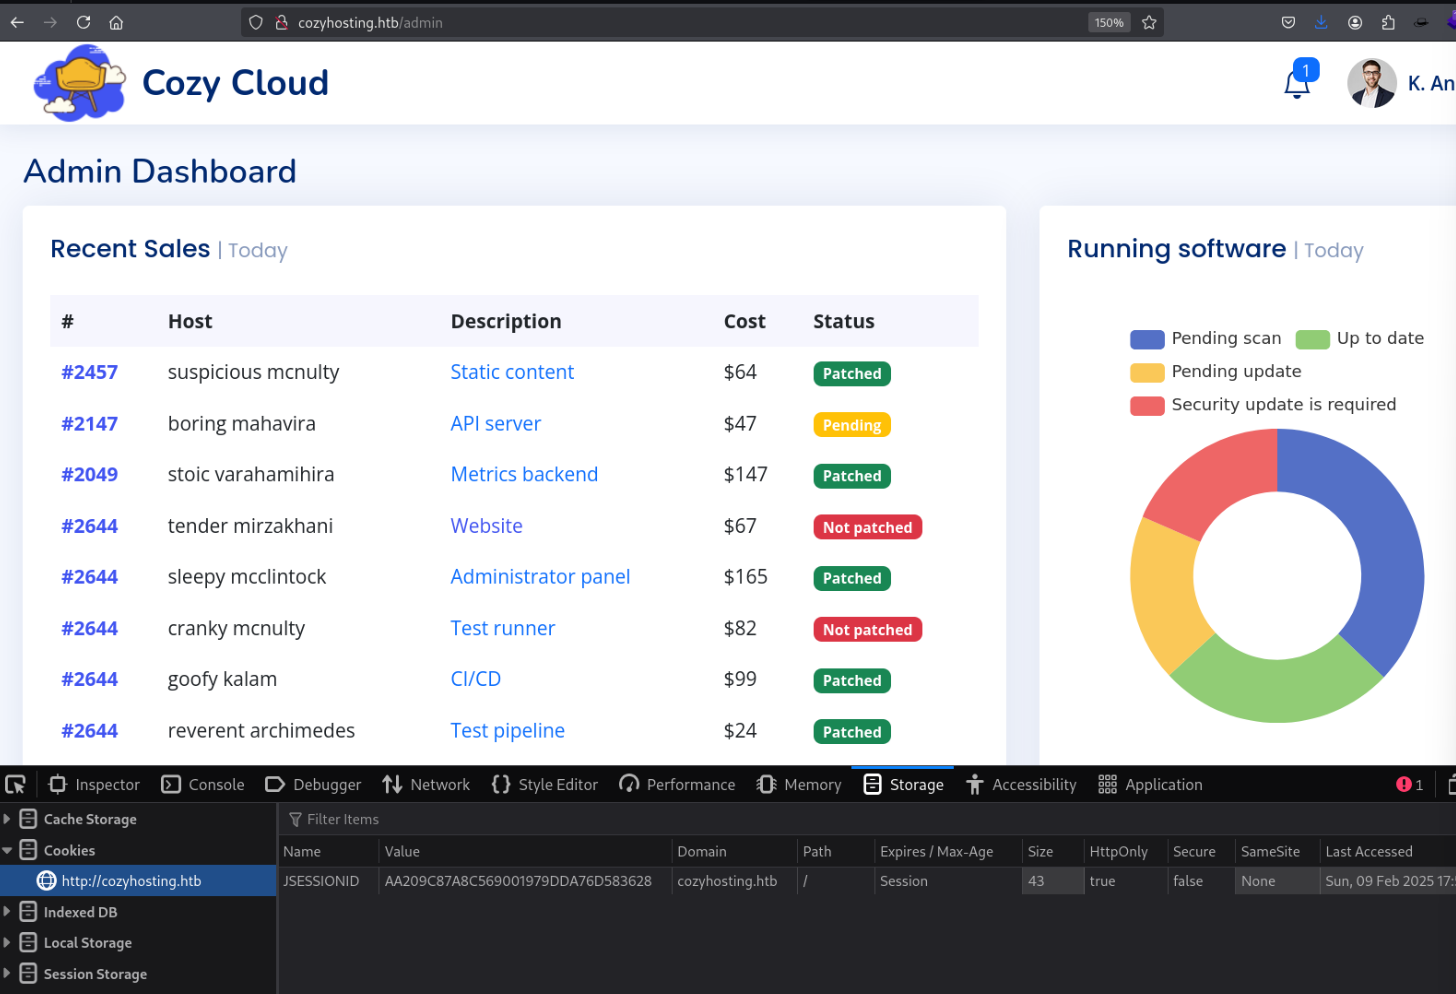 cozyhosting.htb/admin 150%
Cozy Cloud 1 K. An
Admin Dashboard
Recent Sales | Today
# Host Description Cost Status
#2457 suspicious mcnulty Static content $64 Patched
#2147 boring mahavira API server $47 Pending
#2049 stoic varahamihira Metrics backend $147 Patched
#2644 tender mirzakhani Website $67 Not patched
#2644 sleepy mcclintock Administrator panel $165 Patched
#2644 cranky mcnulty Test runner $82 Not patched
#2644 goofy kalam CI/CD $99 Patched
#2644 reverent archimedes Test pipeline $24 Patched
Running software | Today
Pending scan Up to date
Pending update
Security update is required
Inspector Console Debugger Network Style Editor Performance Memory Storage Accessibility Application 1
Cache Storage
Cookies
http://cozyhosting.htb
Indexed DB
Local Storage
Session Storage
Filter Items
Name Value Domain Path Expires / Max-Age Size HttpOnly Secure SameSite Last Accessed
JSESSIONID AA209C87A8C569001979DDA76D583628 cozyhosting.htb / Session 43 true false None Sun, 09 Feb 2025 17: